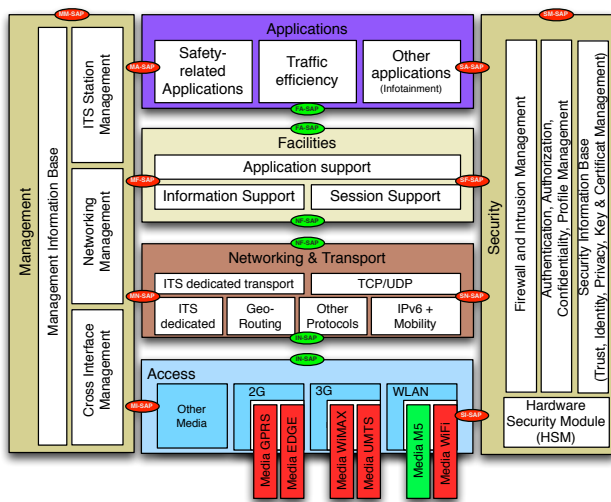 MM-SAP
SM-SAP
Applications
Safety-
related
Applications
Traffic
efficiency
Other
applications
(Infotainment)
MA-SAP
SA-SAP
FA-SAP
FA-SAP
Facilities
Application support
Information Support
Session Support
MF-SAP
SF-SAP
NF-SAP
NF-SAP
Networking & Transport
ITS dedicated transport
TCP/UDP
ITS
dedicated
Geo-
Routing
Other
Protocols
IPv6 +
Mobility
MN-SAP
SN-SAP
IN-SAP
IN-SAP
Access
Other
Media
2G
3G
WLAN
Media GPRS
Media EDGE
Media WiMAX
Media UMTS
Media M5
Media WiFi
MI-SAP
SI-SAP
Management
Management Information Base
ITS Station
Management
Networking
Management
Cross Interface
Management
Security
Firewall and Intrusion Management
Authentication, Authorization,
Confidentiality, Profile Management
Security Information Base
(Trust, Identity, Privacy, Key & Certificat Management)
Hardware
Security Module
(HSM)